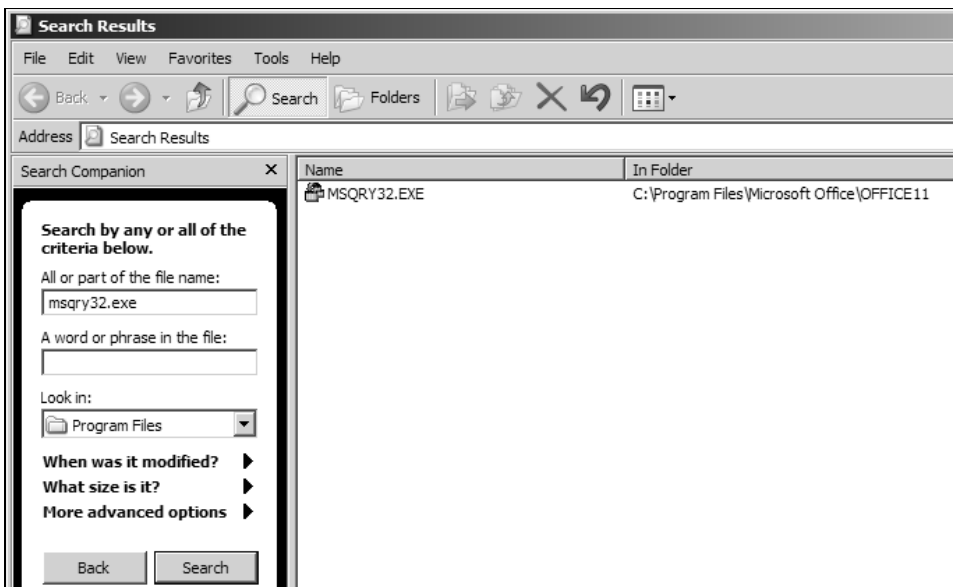 Search Results
File Edit View Favorites Tools Help
Back Search Folders
Address Search Results
Search Companion X Name In Folder
MSQRY32.EXE C:\Program Files\Microsoft Office\OFFICE11
Search by any or all of the
criteria below.
All or part of the file name:
msqry32.exe
A word or phrase in the file:
Look in:
Program Files
When was it modified?
What size is it?
More advanced options
Back Search